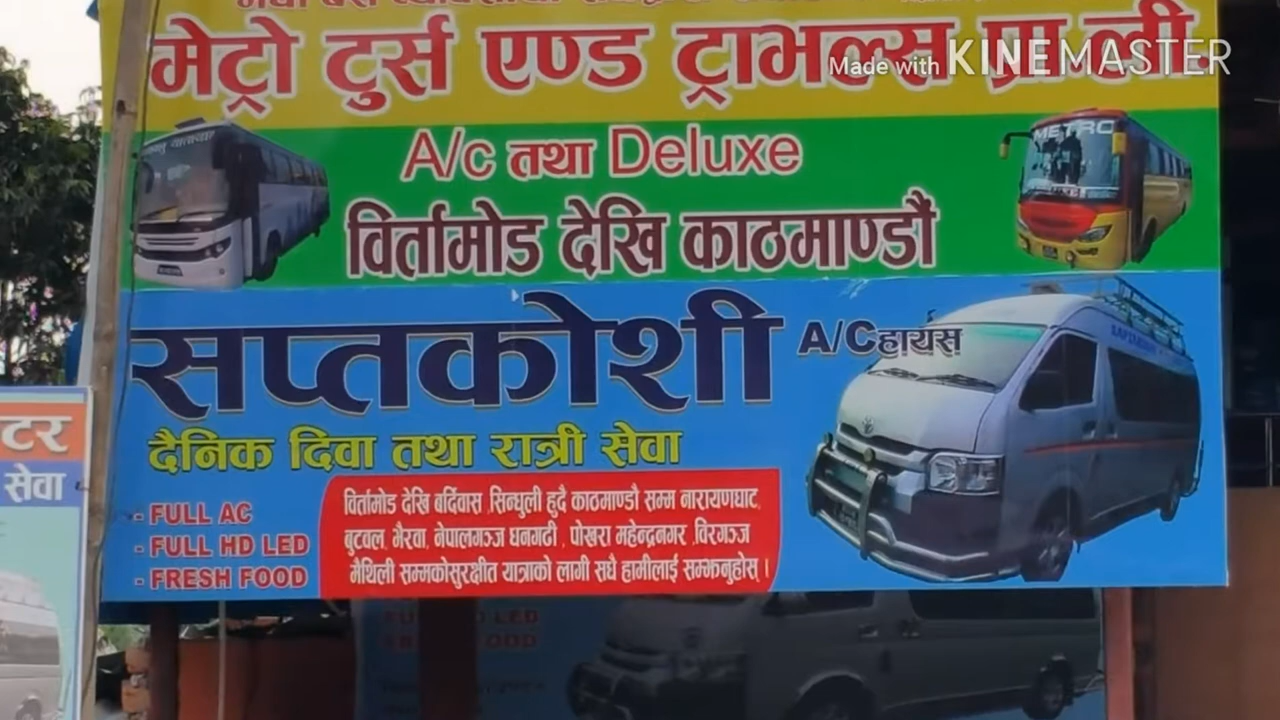 मेट्रो टुर्स एण्ड ट्राभल्स प्रा.ली
Made with KINEMASTER
A/c तथा Deluxe
METRO
विर्तामोड देखि काठमाण्डौं
सप्तकोशी
A/C हायस
दैनिक दिवा तथा रात्री सेवा
टर
सेवा
- FULL AC
- FULL HD LED
- FRESH FOOD
विर्तामोड देखि बर्दिवास ,सिन्धुली हुदै काठमाण्डौ सम्म नारायणघाट,
बुटवल, भैरवा, नेपालगञ्ज धनगढी , पोखरा महेन्द्रनगर ,विरगञ्ज
मैथिली सम्मकोसुरक्षीत यात्राको लागी सधै हामीलाई सम्झनुहोस् ।